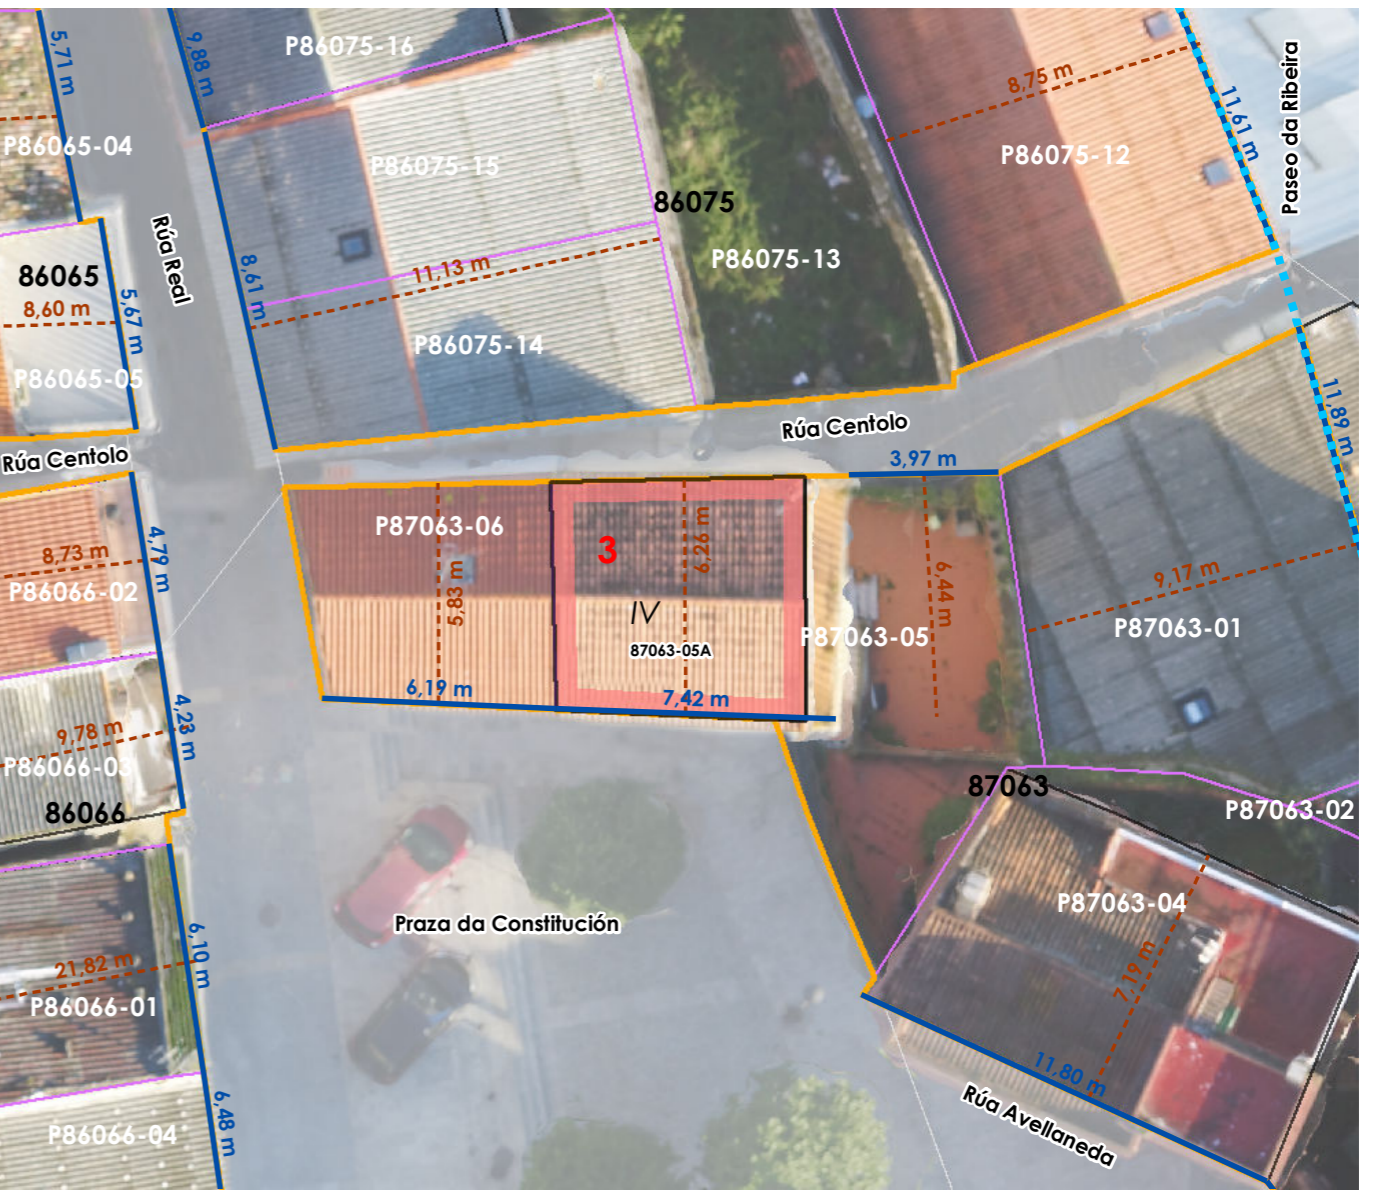 5,71 m
9,88 m
P86075-16
8,75 m
11,61 m
Paseo da Ribeira
P86065-04
P86075-15
P86075-12
86075
Rúa Real
P86075-13
86065
8,61 m
11,13 m
8,60 m
5,67 m
P86075-14
P86065-05
11,89 m
Rúa Centolo
Rúa Centolo
3,97 m
P87063-06
4,79 m
8,73 m
3
6,26 m
P86066-02
5,83 m
6,44 m
9,17 m
IV
87063-05A
P87063-05
P87063-01
6,19 m
7,42 m
4,23 m
9,78 m
P86066-03
87063
86066
P87063-02
P87063-04
Praza da Constitución
6,10 m
21,82 m
7,19 m
P86066-01
11,80 m
6,48 m
Rúa Avellaneda
P86066-04